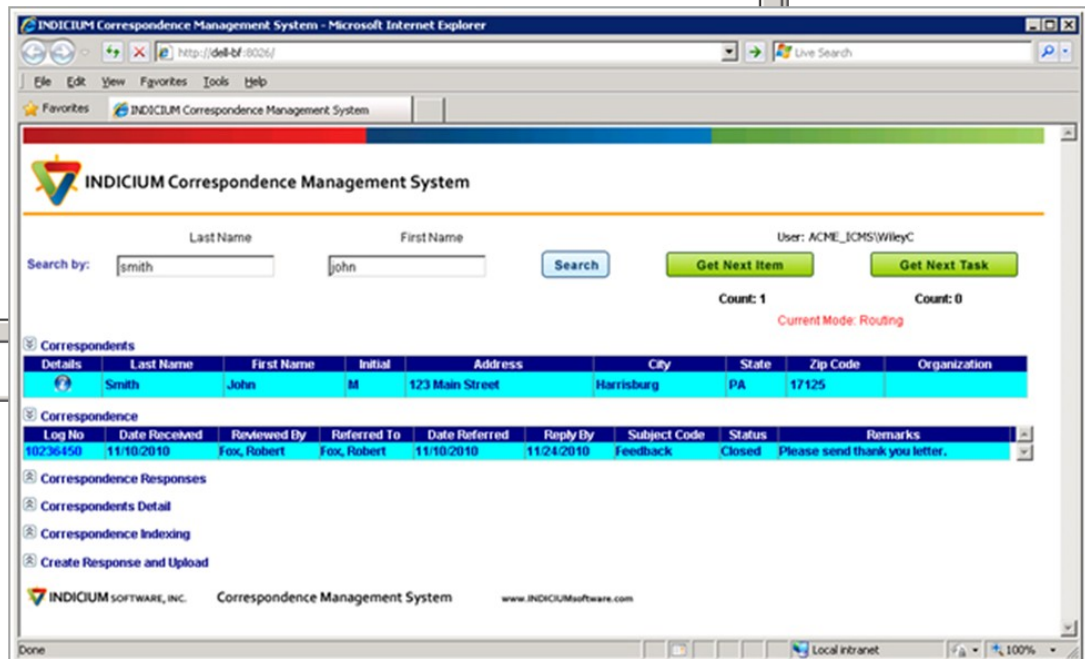 INDICIUM Correspondence Management System - Microsoft Internet Explorer
http://dell-bf:8026/ Live Search
File Edit View Favorites Tools Help
Favorites INDICIUM Correspondence Management System
INDICIUM Correspondence Management System
Last Name First Name User: ACME_ICMS\WileyC
Search by: smith john Search Get Next Item Get Next Task
Count: 1 Count: 0
Current Mode: Routing
Correspondents
Details Last Name First Name Initial Address City State Zip Code Organization
Smith John M 123 Main Street Harrisburg PA 17125
Correspondence
Log No Date Received Reviewed By Referred To Date Referred Reply By Subject Code Status Remarks
10236450 11/10/2010 Fox, Robert Fox, Robert 11/10/2010 11/24/2010 Feedback Closed Please send thank you letter.
Correspondence Responses
Correspondents Detail
Correspondence Indexing
Create Response and Upload
INDICIUM SOFTWARE, INC. Correspondence Management System www.INDICIUMsoftware.com
Done Local intranet 100%